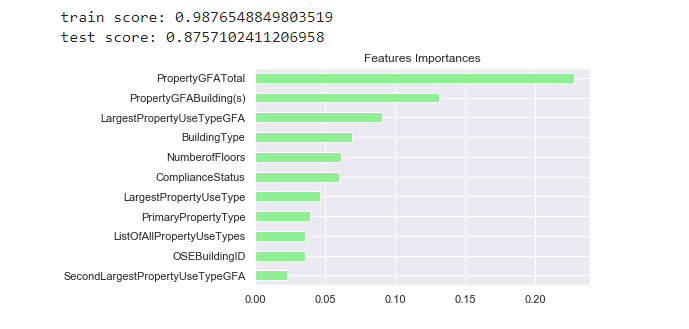 train score: 0.9876548849803519
test score: 0.8757102411206958
Features Importances
PropertyGFATotal
PropertyGFABuilding(s)
LargestPropertyUseTypeGFA
BuildingType
NumberofFloors
ComplianceStatus
LargestPropertyUseType
PrimaryPropertyType
ListOfAllPropertyUseTypes
OSEBuildingID
SecondLargestPropertyUseTypeGFA
0.00 0.05 0.10 0.15 0.20